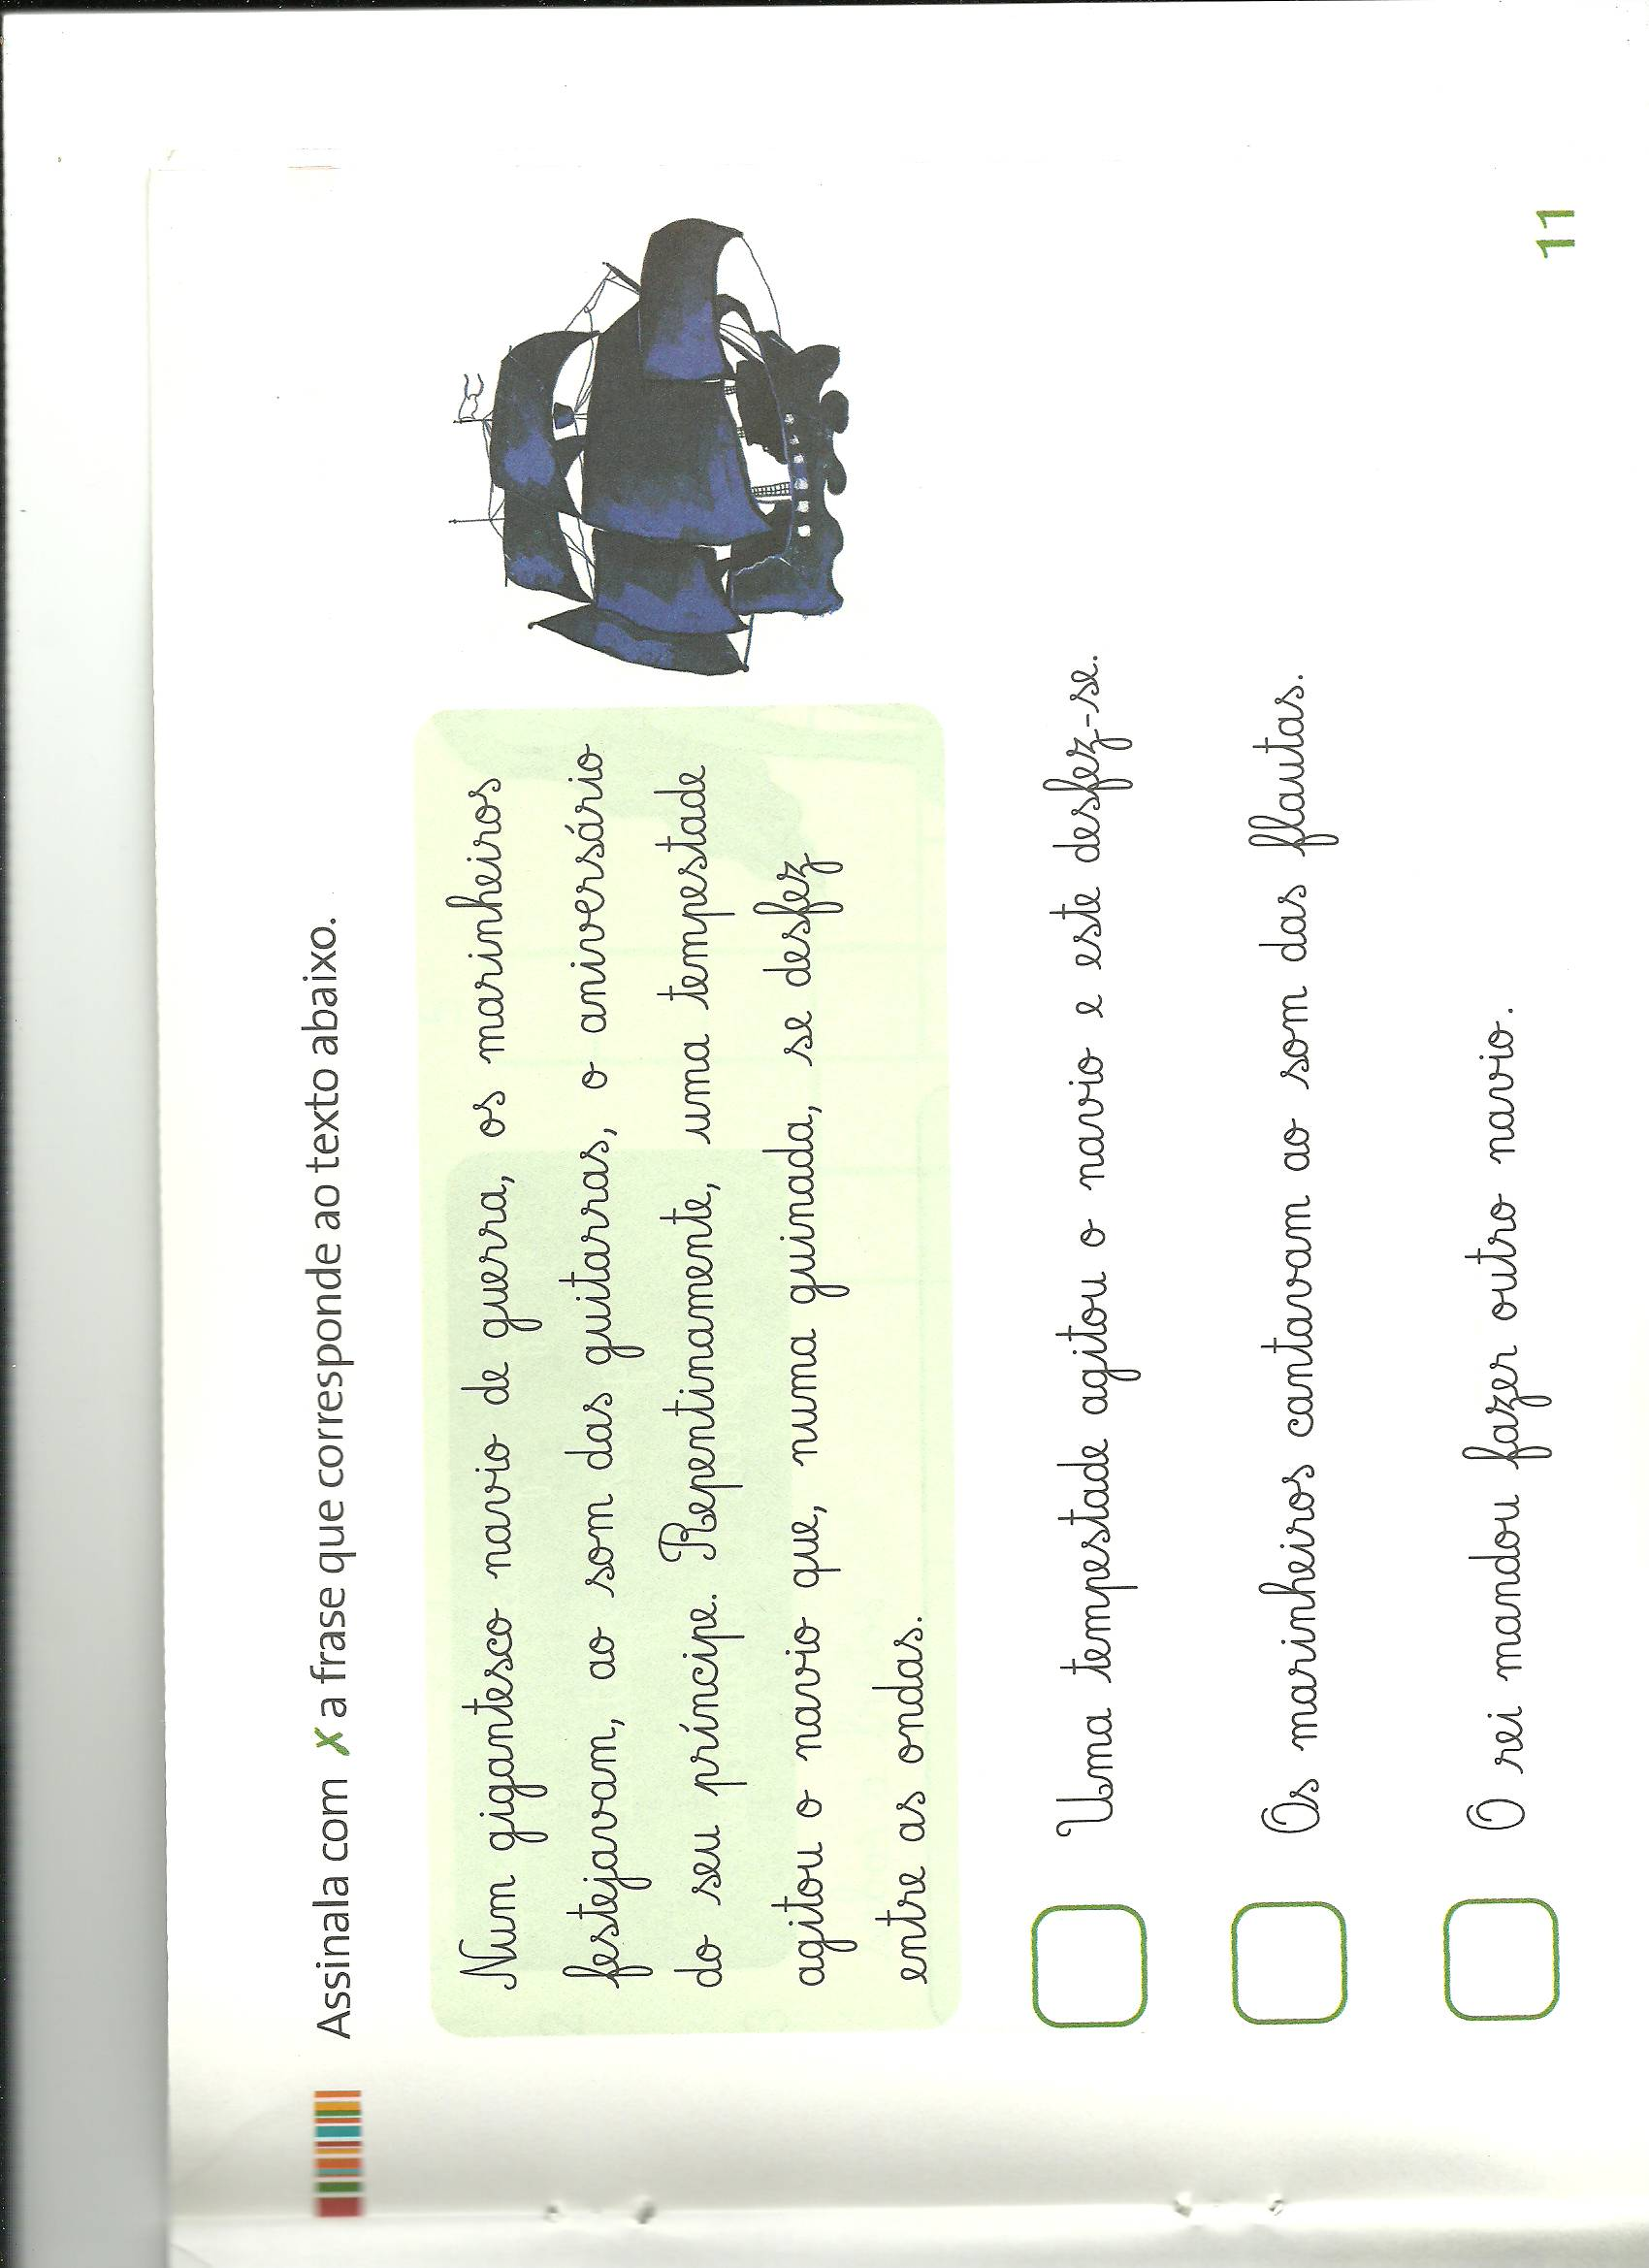 Assinala com ✗ a frase que corresponde ao texto abaixo.
Num gigantesco navio de guerra, os marinheiros
festejavam, ao som das guitarras, o aniversário
do seu príncipe. Repentinamente, uma tempestade
agitou o navio que, numa guinada, se desfez
entre as ondas.
Uma tempestade agitou o navio e este desfez-se.
Os marinheiros cantavam ao som das flautas.
O rei mandou fazer outro navio.
11